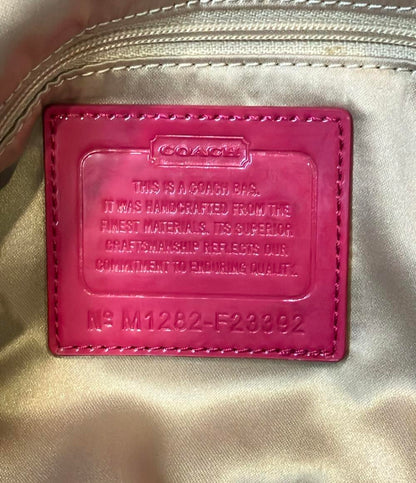 COACH
THIS IS A COACH BAG.
IT WAS HANDCRAFTED FROM THE
FINEST MATERIALS. ITS SUPERIOR
CRAFTSMANSHIP REFLECTS OUR
COMMITMENT TO ENDURING QUALITY.
Nº M1282-F23392